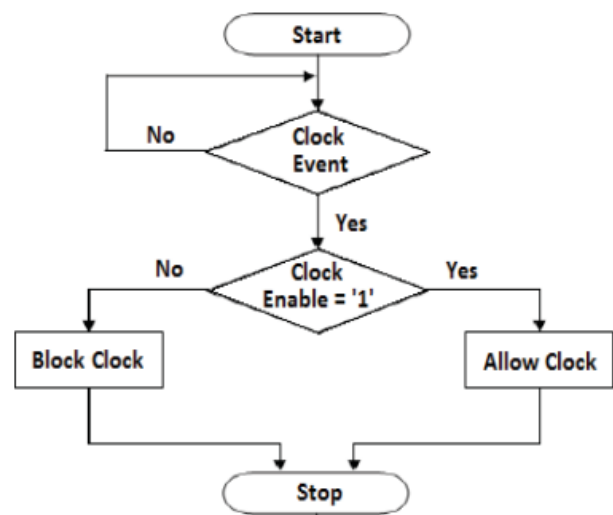 Start
No
Clock
Event
Yes
No
Clock
Enable = '1'
Yes
Block Clock
Allow Clock
Stop